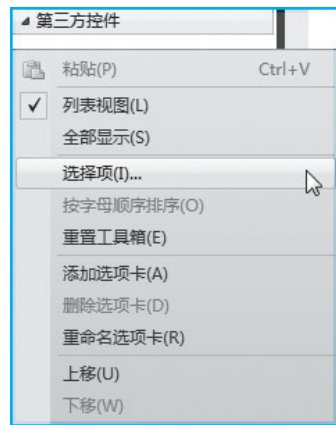 第三方控件
粘贴(P) Ctrl+V
列表视图(L)
全部显示(S)
选择项(I)...
按字母顺序排序(O)
重置工具箱(E)
添加选项卡(A)
删除选项卡(D)
重命名选项卡(R)
上移(U)
下移(W)